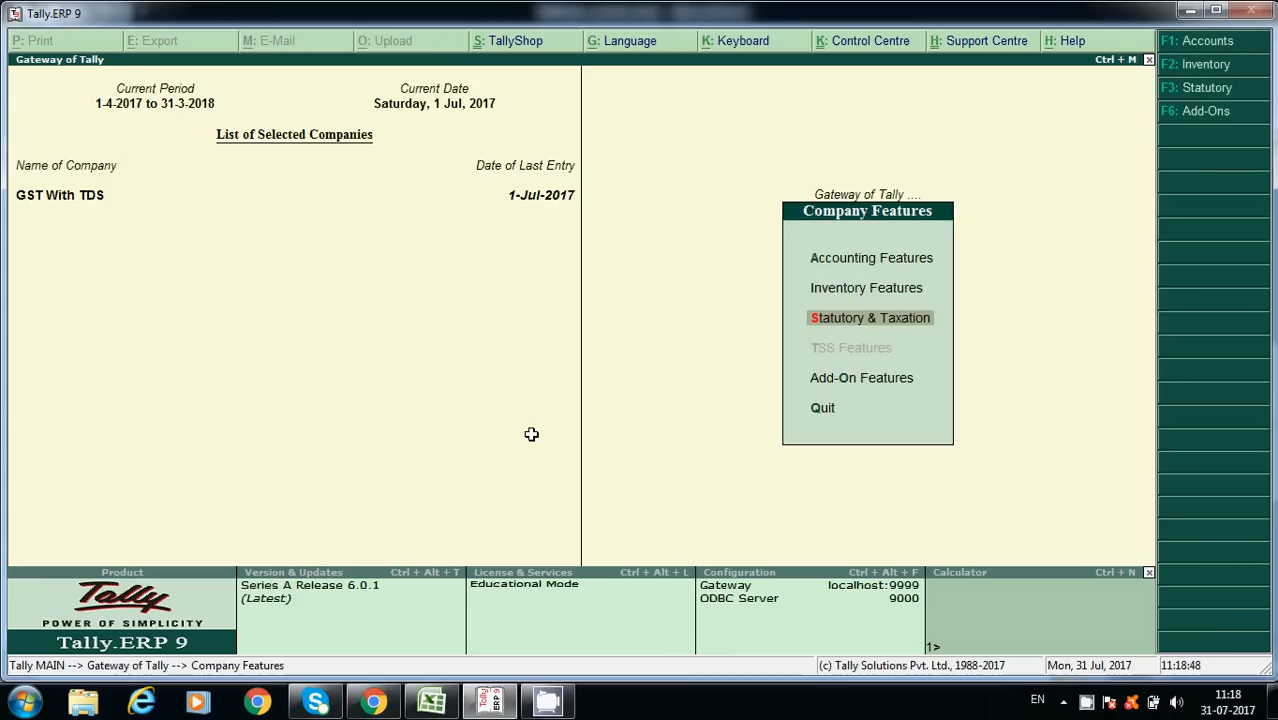 Tally.ERP 9
P: Print
E: Export
M: E-Mail
O: Upload
S: TallyShop
G: Language
K: Keyboard
K: Control Centre
H: Support Centre
H: Help
F1: Accounts
F2: Inventory
F3: Statutory
F6: Add-Ons
Gateway of Tally
Ctrl + M
Current Period
1-4-2017 to 31-3-2018
Current Date
Saturday, 1 Jul, 2017
List of Selected Companies
Name of Company
Date of Last Entry
GST With TDS
1-Jul-2017
Gateway of Tally ....
Company Features
Accounting Features
Inventory Features
Statutory & Taxation
TSS Features
Add-On Features
Quit
Product
Tally
POWER OF SIMPLICITY
Tally.ERP 9
Version & Updates Ctrl + Alt + T
Series A Release 6.0.1
(Latest)
License & Services Ctrl + Alt + L
Educational Mode
Configuration Ctrl + Alt + F
Gateway localhost:9999
ODBC Server 9000
Calculator Ctrl + N
1>
Tally MAIN --> Gateway of Tally --> Company Features
(c) Tally Solutions Pvt. Ltd., 1988-2017
Mon, 31 Jul, 2017
11:18:48
Tally ERP 9
EN
11:18
31-07-2017